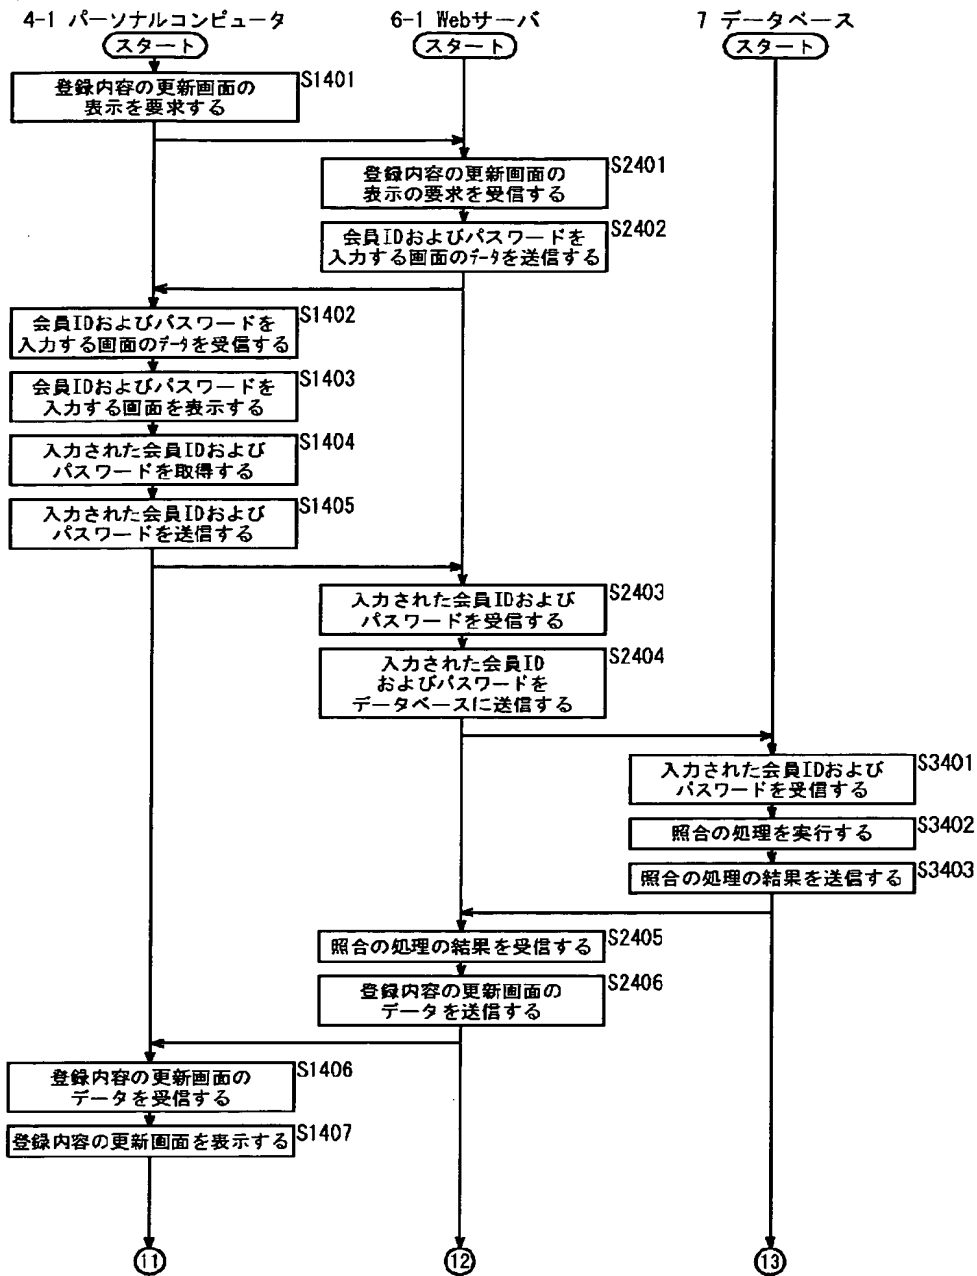 4-1 パーソナルコンピュータ
6-1 Webサーバ
7 データベース
スタート
スタート
スタート
登録内容の更新画面の
表示を要求する
S1401
登録内容の更新画面の
表示の要求を受信する
S2401
会員IDおよびパスワードを
入力する画面のデータを送信する
S2402
会員IDおよびパスワードを
入力する画面のデータを受信する
S1402
会員IDおよびパスワードを
入力する画面を表示する
S1403
入力された会員IDおよび
パスワードを取得する
S1404
入力された会員IDおよび
パスワードを送信する
S1405
入力された会員IDおよび
パスワードを受信する
S2403
入力された会員ID
およびパスワードを
データベースに送信する
S2404
入力された会員IDおよび
パスワードを受信する
S3401
照合の処理を実行する
S3402
照合の処理の結果を送信する
S3403
照合の処理の結果を受信する
S2405
登録内容の更新画面の
データを送信する
S2406
登録内容の更新画面の
データを受信する
S1406
登録内容の更新画面を表示する
S1407
11
12
13